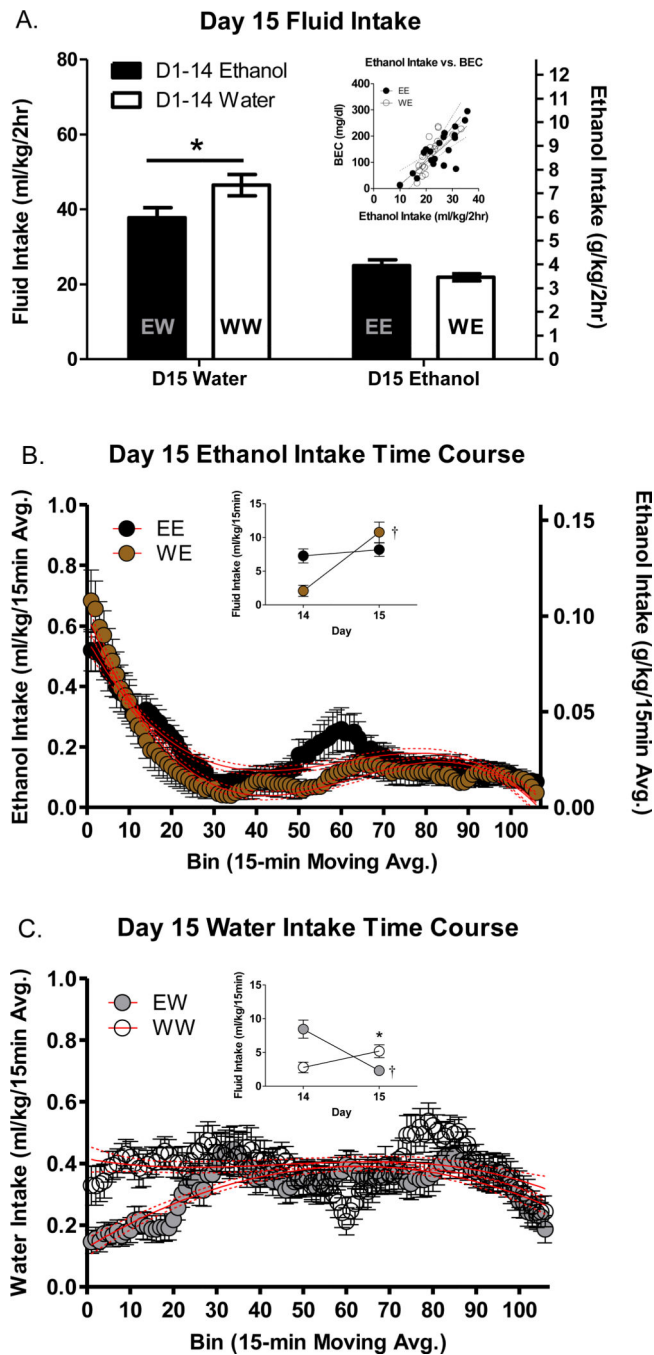 A.
Day 15 Fluid Intake
D1-14 Ethanol
D1-14 Water
Fluid Intake (ml/kg/2hr)
80
60
40
20
0
*
EW
WW
EE
WE
D15 Water
D15 Ethanol
Ethanol Intake (g/kg/2hr)
12
11
10
9
8
7
6
5
4
3
2
1
0
Ethanol Intake vs. BEC
EE
WE
BEC (mg/dl)
400
300
200
100
0
0 10 20 30 40
Ethanol Intake (ml/kg/2hr)
B.
Day 15 Ethanol Intake Time Course
EE
WE
Ethanol Intake (ml/kg/15min Avg.)
1.0
0.8
0.6
0.4
0.2
0.0
0 10 20 30 40 50 60 70 80 90 100
Bin (15-min Moving Avg.)
Ethanol Intake (g/kg/15min Avg.)
0.15
0.10
0.05
0.00
Fluid Intake (ml/kg/15min)
15
10
5
0
†
14 15
Day
C.
Day 15 Water Intake Time Course
EW
WW
Water Intake (ml/kg/15min Avg.)
1.0
0.8
0.6
0.4
0.2
0.0
0 10 20 30 40 50 60 70 80 90 100
Bin (15-min Moving Avg.)
Fluid Intake (ml/kg/15min)
15
10
5
0
*
†
14 15
Day